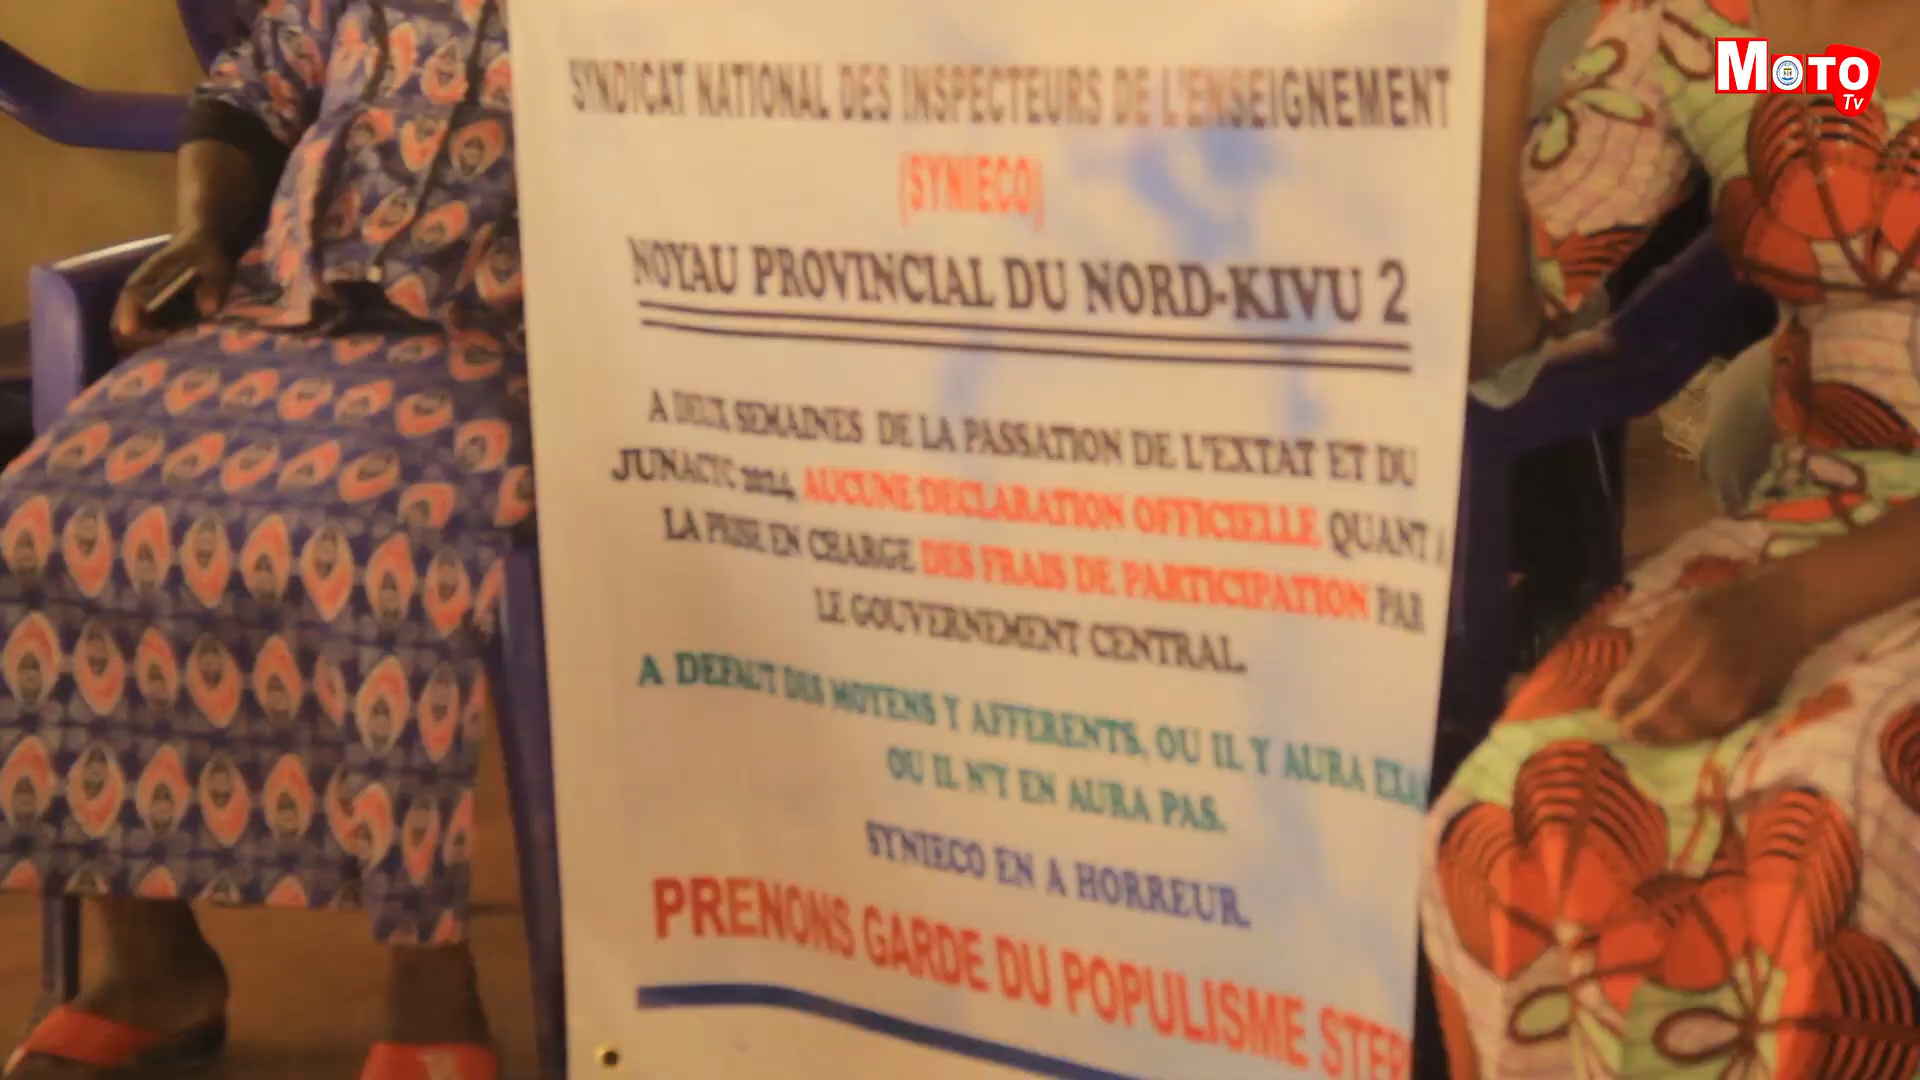 MOTO
Tv
SYNDICAT NATIONAL DES INSPECTEURS DE L'ENSEIGNEMENT
(SYNIECO)
NOYAU PROVINCIAL DU NORD-KIVU 2
A DEUX SEMAINES DE LA PASSATION DE L'EXTAT ET DU
JUNACYC 2024, AUCUNE DECLARATION OFFICIELLE QUANT A
LA PRISE EN CHARGE DES FRAIS DE PARTICIPATION PAR
LE GOUVERNEMENT CENTRAL.
A DEFAUT DES MOYENS Y AFFERENTS, OU IL Y AURA EXA
OU IL N'Y EN AURA PAS.
SYNIECO EN A HORREUR.
PRENONS GARDE DU POPULISME STER